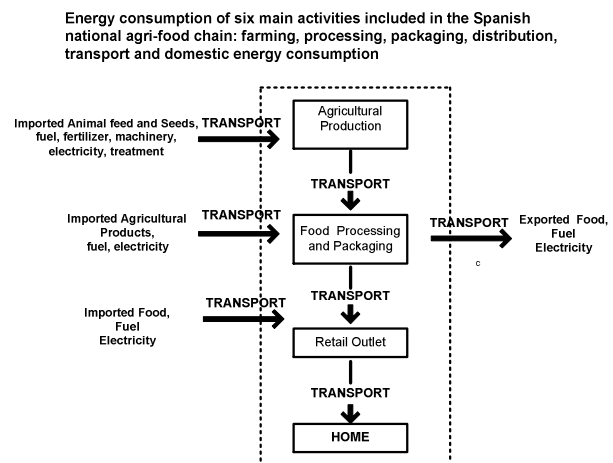 Energy consumption of six main activities included in the Spanish
national agri-food chain: farming, processing, packaging, distribution,
transport and domestic energy consumption
Imported Animal feed and Seeds,
fuel, fertilizer, machinery,
electricity, treatment
TRANSPORT
Agricultural
Production
TRANSPORT
Imported Agricultural
Products,
fuel, electricity
TRANSPORT
Food Processing
and Packaging
TRANSPORT
Exported Food,
Fuel
Electricity
c
TRANSPORT
Imported Food,
Fuel
Electricity
TRANSPORT
Retail Outlet
TRANSPORT
HOME